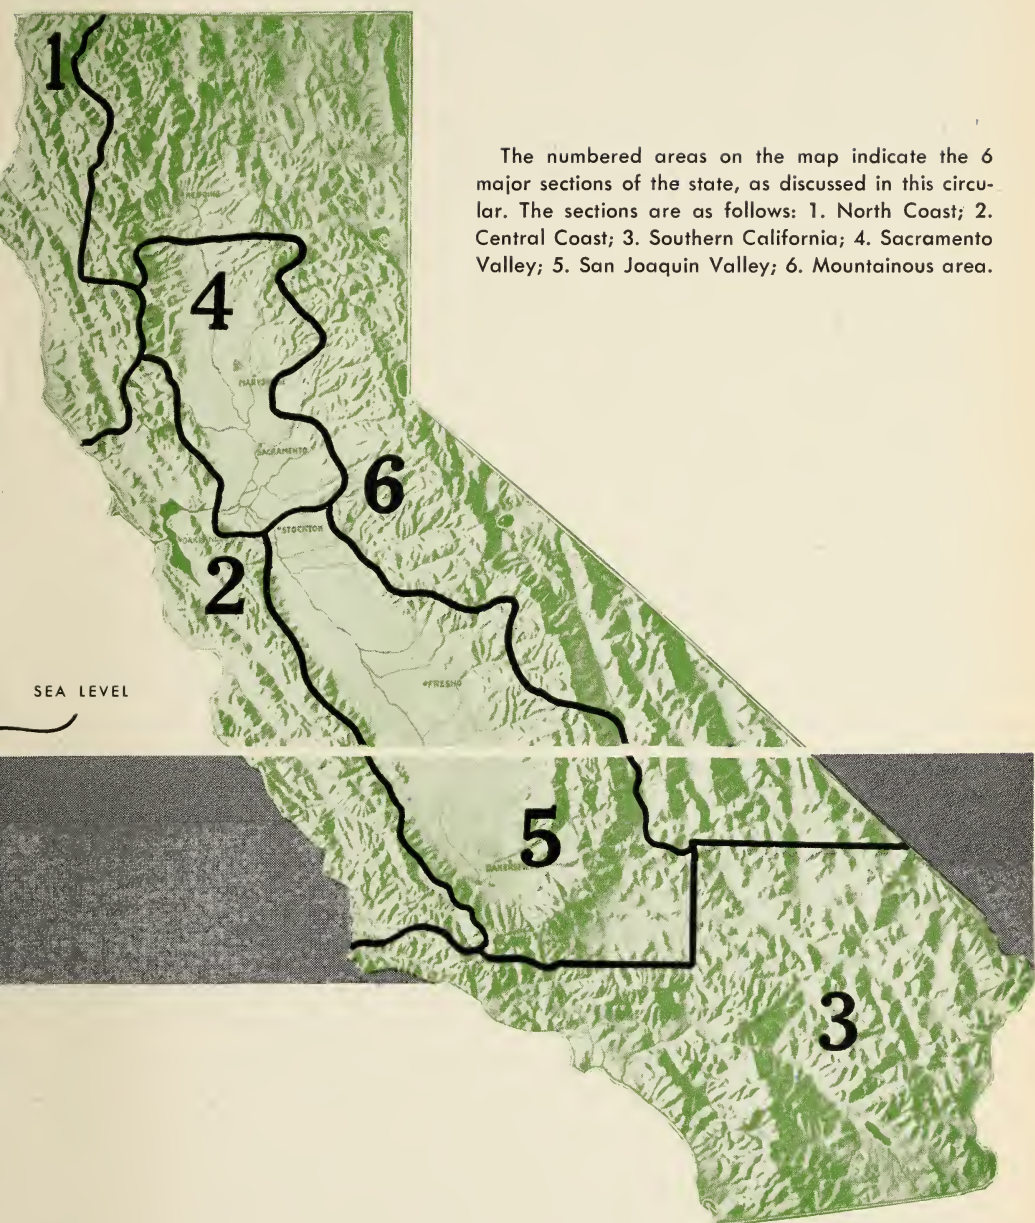 1
The numbered areas on the map indicate the 6
major sections of the state, as discussed in this circu-
lar. The sections are as follows: 1. North Coast; 2.
Central Coast; 3. Southern California; 4. Sacramento
Valley; 5. San Joaquin Valley; 6. Mountainous area.
4
SACRAMENTO
6
STOCKTON
2
FRESNO
SEA LEVEL
5
3